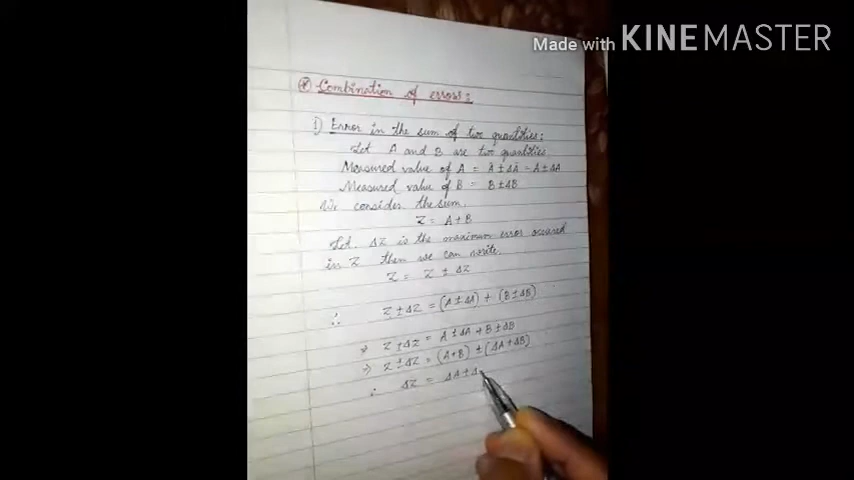 Made with KINEMASTER
* Combination of errors:
i) Error in the sum of two quantities:
Let A and B are two quantities.
Measured value of A = A ± ΔA - A ± ΔA
Measured value of B = B ± ΔB
We consider the sum,
Z = A + B
Let, ΔZ is the maximum error occured
in Z then we can write,
Z = Z ± ΔZ
∴ Z ± ΔZ = (A ± ΔA) + (B ± ΔB)
⇒ Z ± ΔZ = A ± ΔA + B ± ΔB
⇒ Z ± ΔZ = (A+B) ± (ΔA + ΔB)
∴ ΔZ = ΔA ± Δ